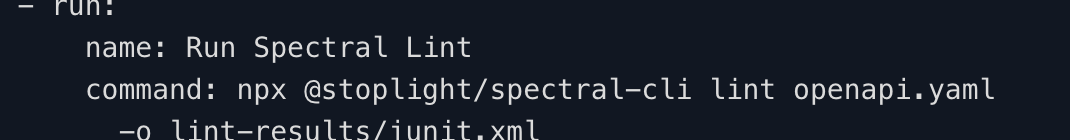 - run:
name: Run Spectral Lint
command: npx @stoplight/spectral-cli lint openapi.yaml
-o lint-results/junit.xml